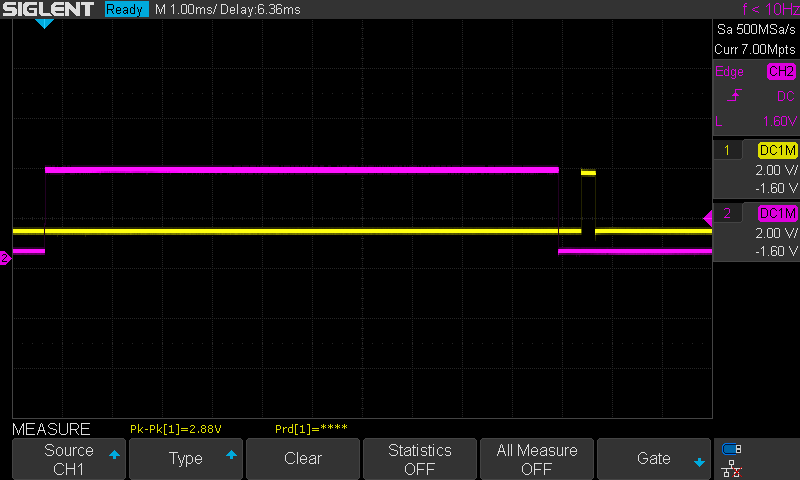 SIGLENT Ready M 1.00ms/ Delay:6.36ms f < 10Hz
Sa 500MSa/s
Curr 7.00Mpts
Edge CH2
DC
L 1.60V
1 DC1M
2.00 V/
-1.60 V
2 DC1M
2.00 V/
-1.60 V
2
MEASURE Pk-Pk[1]=2.88V Prd[1]=****
Source
CH1
Type
Clear
Statistics
OFF
All Measure
OFF
Gate